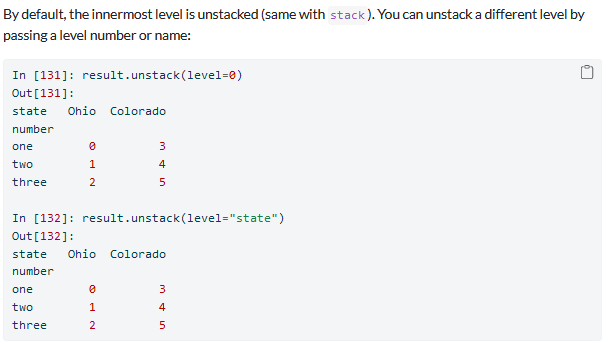 By default, the innermost level is unstacked (same with stack). You can unstack a different level by
passing a level number or name:
In [131]: result.unstack(level=0)
Out[131]:
state   Ohio  Colorado
number
one        0         3
two        1         4
three      2         5
In [132]: result.unstack(level="state")
Out[132]:
state   Ohio  Colorado
number
one        0         3
two        1         4
three      2         5